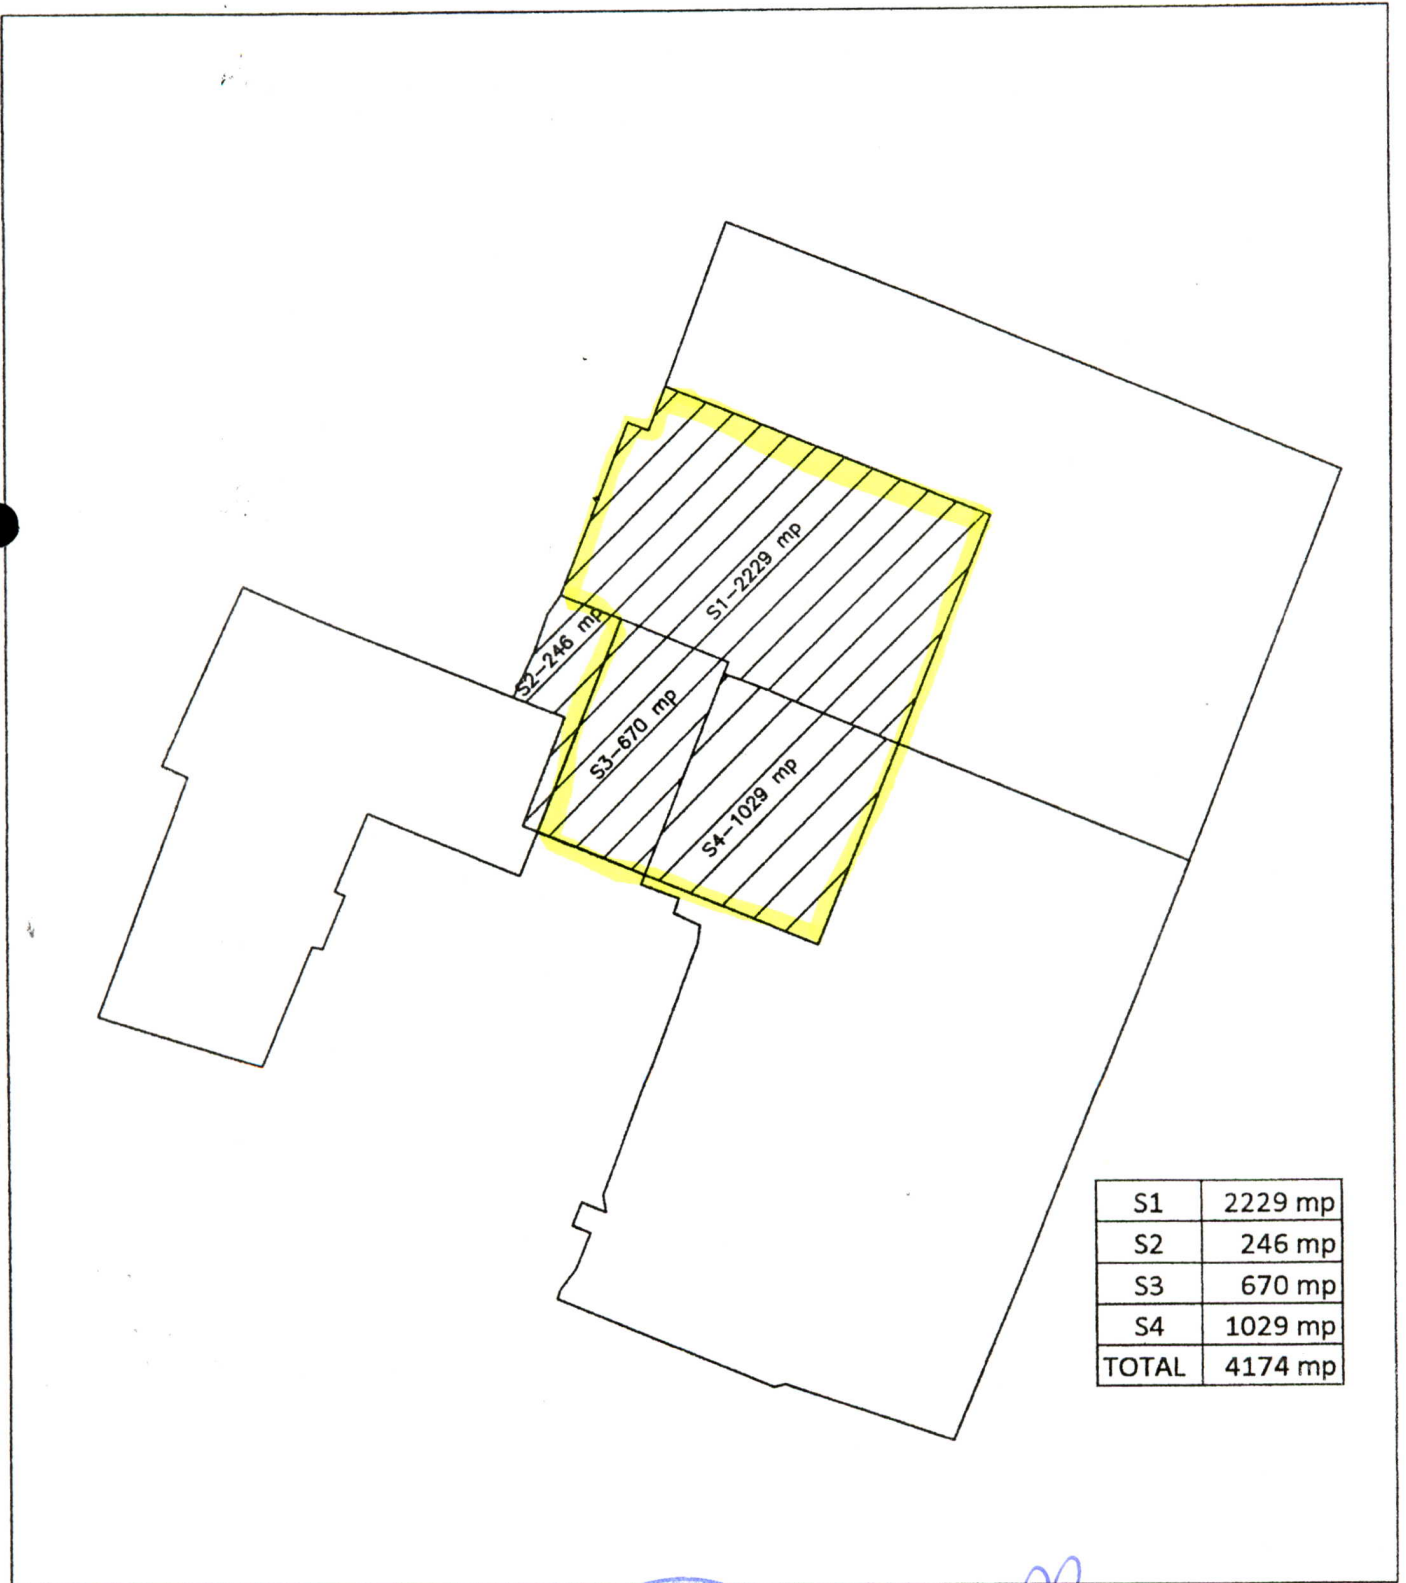 S1-2229 mp
S2-246 mp
S3-670 mp
S4-1029 mp
S1 2229 mp
S2 246 mp
S3 670 mp
S4 1029 mp
TOTAL 4174 mp